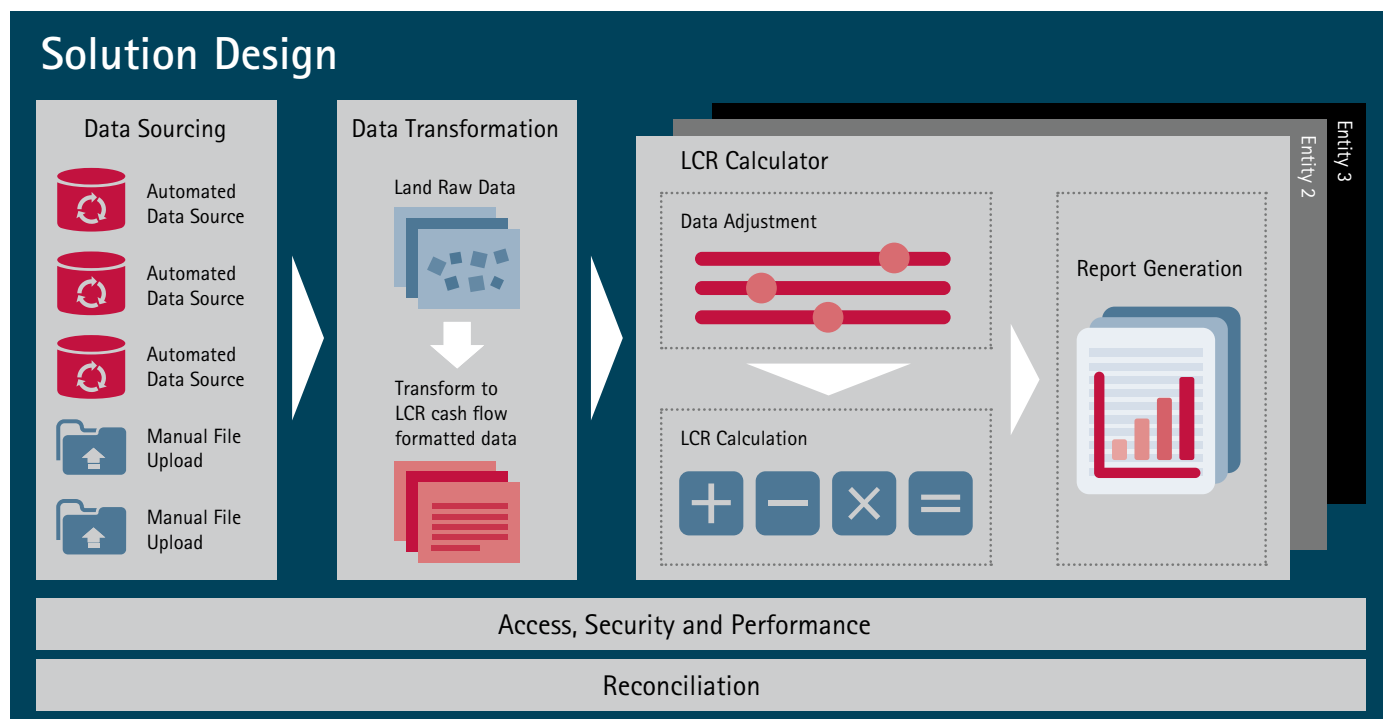 Solution Design
Data Sourcing
Automated
Data Source
Automated
Data Source
Automated
Data Source
Manual File
Upload
Manual File
Upload
Data Transformation
Land Raw Data
Transform to
LCR cash flow
formatted data
LCR Calculator
Data Adjustment
LCR Calculation
Report Generation
Entity 2
Entity 3
Access, Security and Performance
Reconciliation